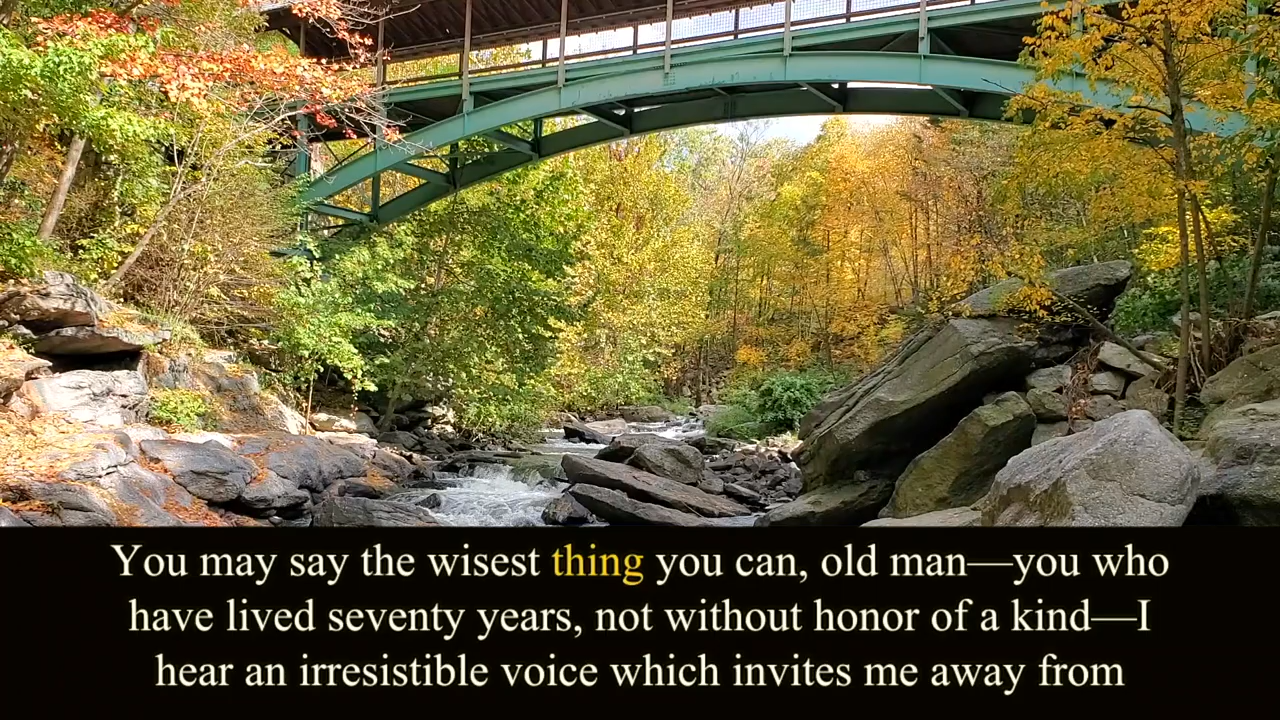 You may say the wisest thing you can, old man—you who
have lived seventy years, not without honor of a kind—I
hear an irresistible voice which invites me away from